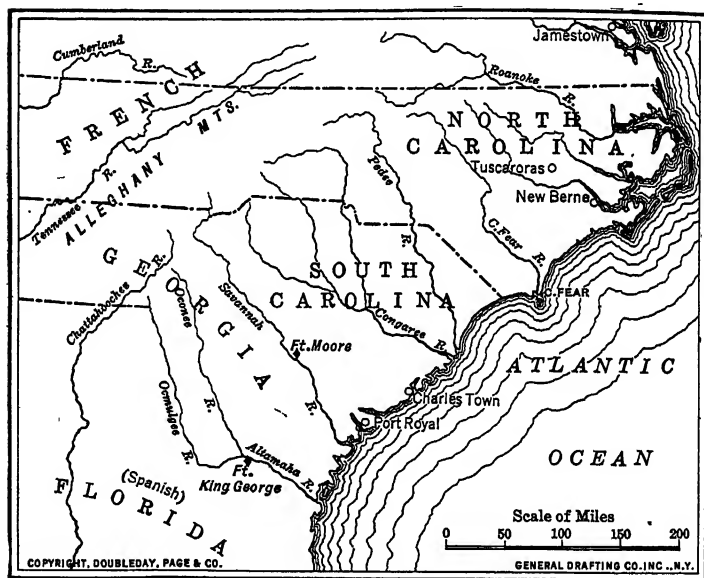 Jamestown
Cumberland R.
Roanoke R.
FRENCH
NORTH CAROLINA
MTS.
ALLEGHANY
Tennessee R.
Pedee R.
Tuscaroras
New Berne
C. Fear R.
GEORGIA
SOUTH CAROLINA
C. FEAR
Chattahoochee R.
Oconee R.
Savannah R.
Congaree R.
Ft. Moore
ATLANTIC
OCEAN
Charles Town
Port Royal
Ocmulgee R.
Altamaha R.
Ft. King George
(Spanish)
FLORIDA
Scale of Miles
0 50 100 150 200
COPYRIGHT, DOUBLEDAY, PAGE & CO.
GENERAL DRAFTING CO. INC., N.Y.